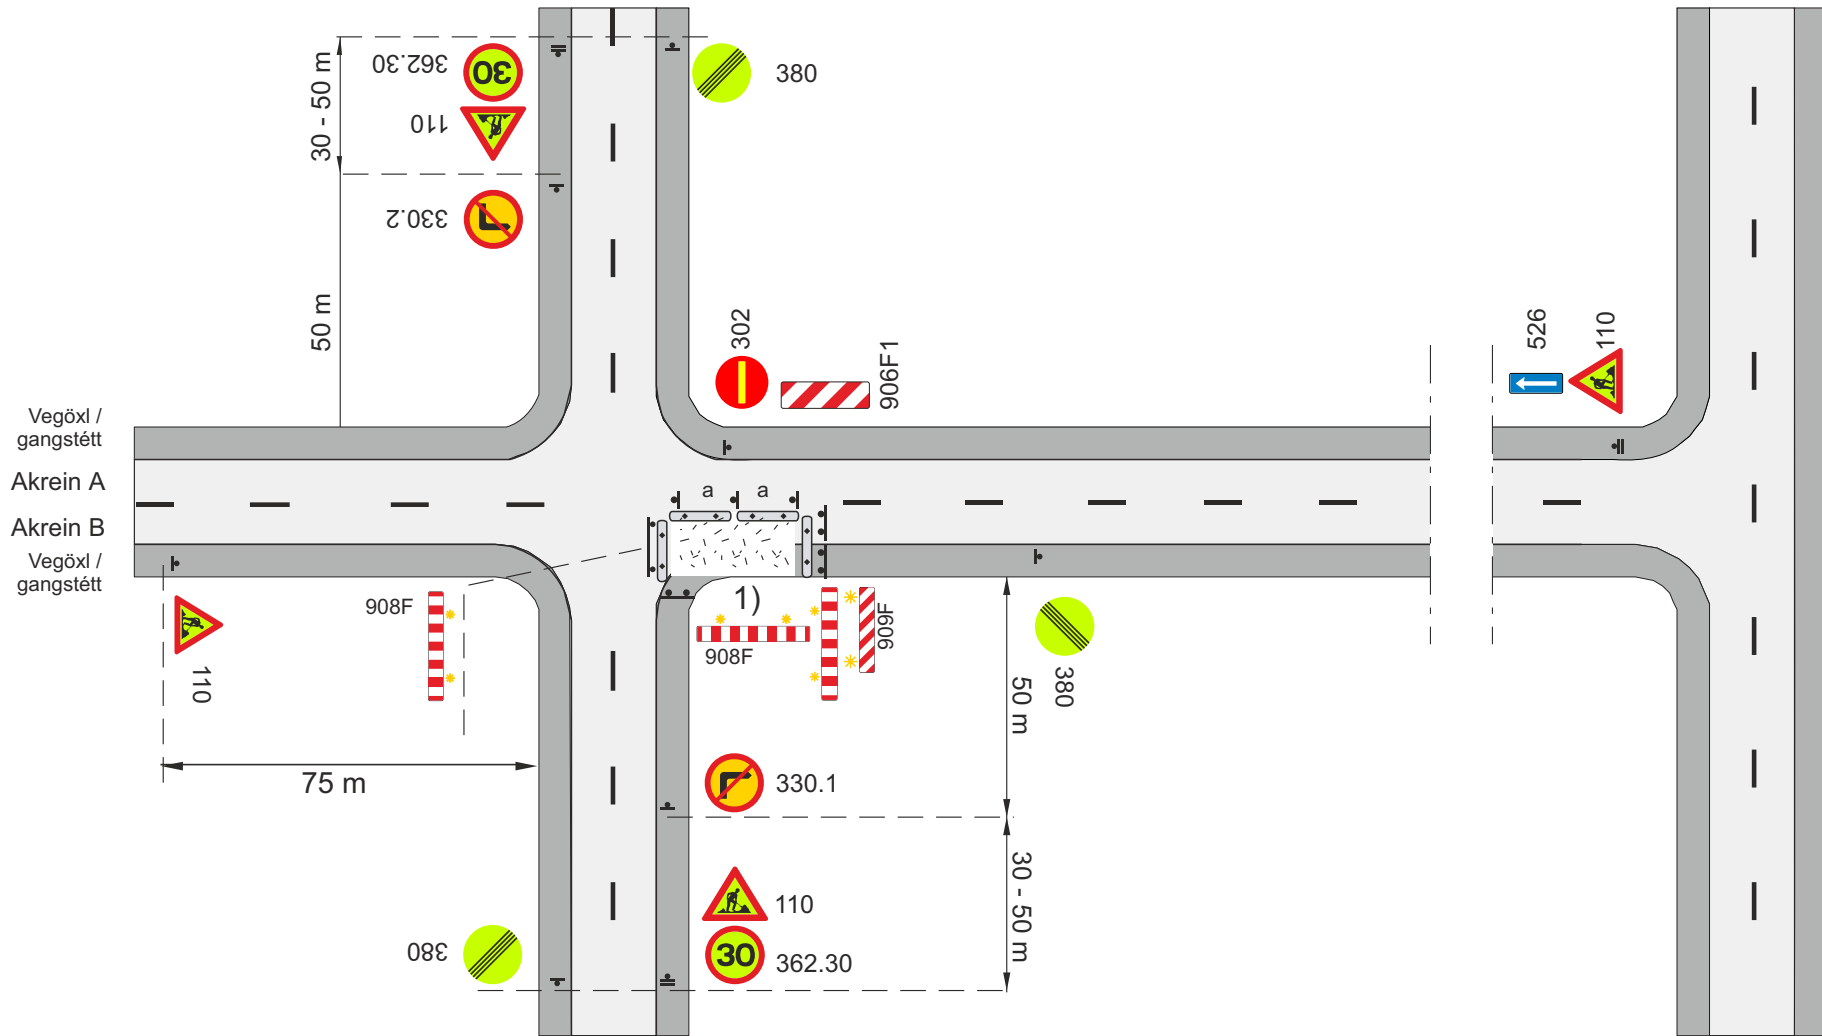 362.30
30
110
330.2
30 - 50 m
50 m
380
302
906F1
526
110
Vegöxl /
gangstétt
Akrein A
Akrein B
Vegöxl /
gangstétt
a
a
110
908F
75 m
1)
908F
909F
380
50 m
330.1
30 - 50 m
110
30
362.30
380